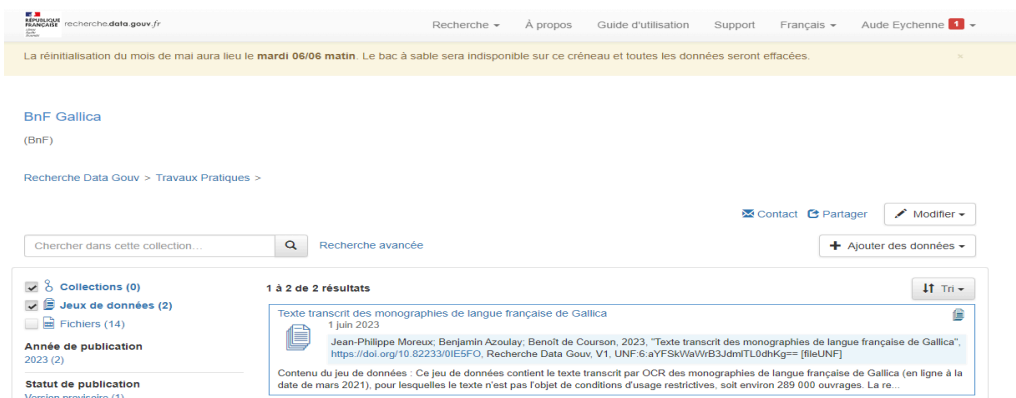 RÉPUBLIQUE
FRANÇAISE
recherche.data.gouv.fr
Recherche
À propos
Guide d'utilisation
Support
Français
Aude Eychenne 1
La réinitialisation du mois de mai aura lieu le mardi 06/06 matin. Le bac à sable sera indisponible sur ce créneau et toutes les données seront effacées.
×
BnF Gallica
(BnF)
Recherche Data Gouv > Travaux Pratiques >
Contact
Partager
Modifier
Chercher dans cette collection...
Recherche avancée
Ajouter des données
Collections (0)
Jeux de données (2)
Fichiers (14)
Année de publication
2023 (2)
Statut de publication
Version provisoire (1)
1 à 2 de 2 résultats
Tri
Texte transcrit des monographies de langue française de Gallica
1 juin 2023
Jean-Philippe Moreux; Benjamin Azoulay; Benoît de Courson, 2023, "Texte transcrit des monographies de langue française de Gallica",
https://doi.org/10.82233/0IE5FO, Recherche Data Gouv, V1, UNF:6:aYFSkWaWrB3JdmlTL0dhKg== [fileUNF]
Contenu du jeu de données : Ce jeu de données contient le texte transcrit par OCR des monographies de langue française de Gallica (en ligne à la
date de mars 2021), pour lesquelles le texte n'est pas l'objet de conditions d'usage restrictives, soit environ 289 000 ouvrages. La re...